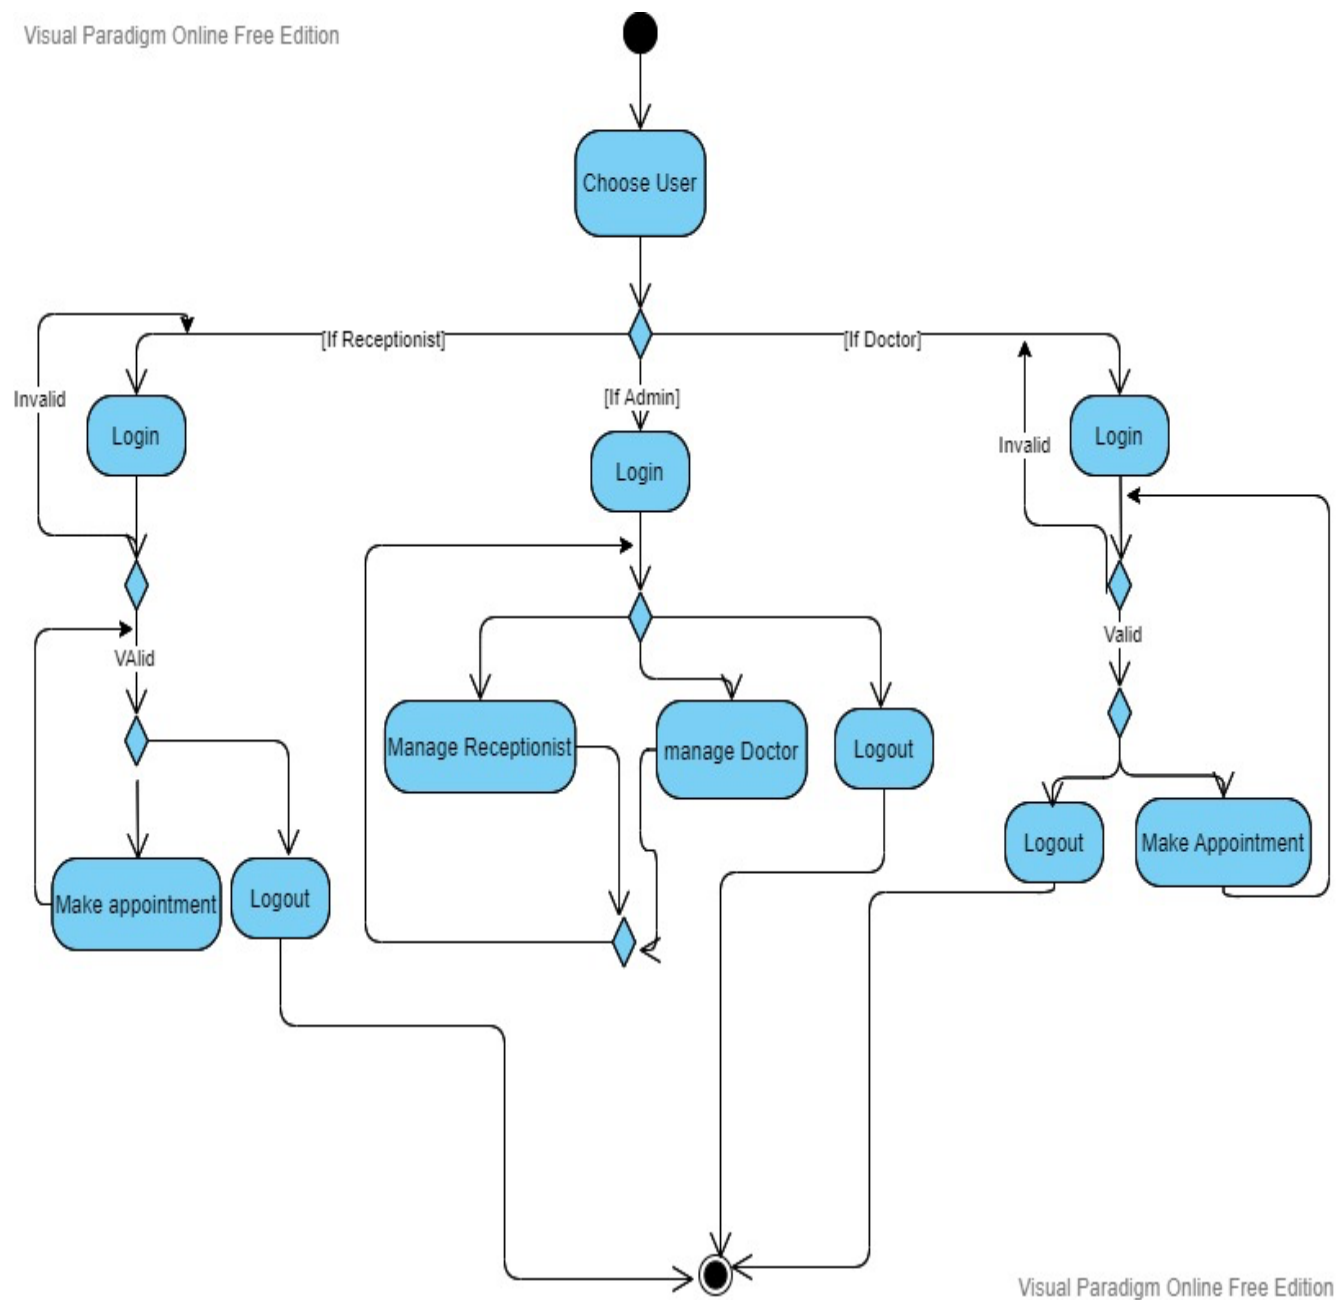 Visual Paradigm Online Free Edition
Choose User
[If Receptionist]
[If Doctor]
[If Admin]
Invalid
Login
Login
Login
Invalid
VAlid
Valid
Manage Receptionist
manage Doctor
Logout
Make appointment
Logout
Logout
Make Appointment
Visual Paradigm Online Free Edition